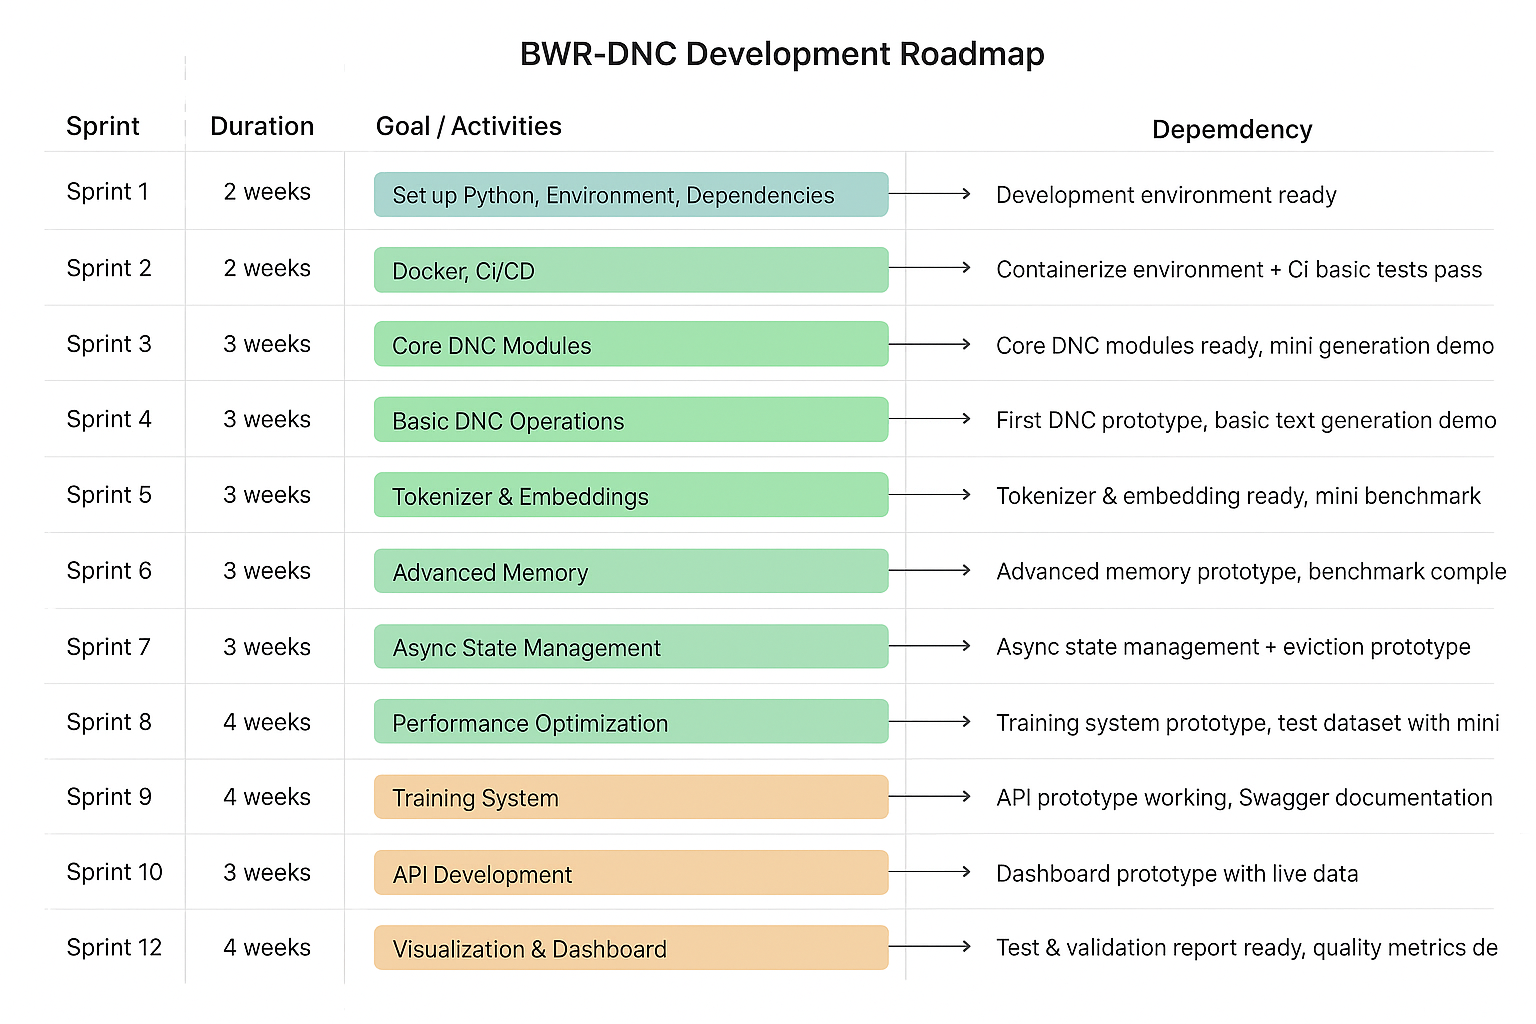 BWR-DNC Development Roadmap
Sprint Duration Goal / Activities Depemdency
Sprint 1 2 weeks Set up Python, Environment, Dependencies Development environment ready
Sprint 2 2 weeks Docker, Ci/CD Containerize environment + Ci basic tests pass
Sprint 3 3 weeks Core DNC Modules Core DNC modules ready, mini generation demo
Sprint 4 3 weeks Basic DNC Operations First DNC prototype, basic text generation demo
Sprint 5 3 weeks Tokenizer & Embeddings Tokenizer & embedding ready, mini benchmark
Sprint 6 3 weeks Advanced Memory Advanced memory prototype, benchmark comple
Sprint 7 3 weeks Async State Management Async state management + eviction prototype
Sprint 8 4 weeks Performance Optimization Training system prototype, test dataset with mini
Sprint 9 4 weeks Training System API prototype working, Swagger documentation
Sprint 10 3 weeks API Development Dashboard prototype with live data
Sprint 12 4 weeks Visualization & Dashboard Test & validation report ready, quality metrics de